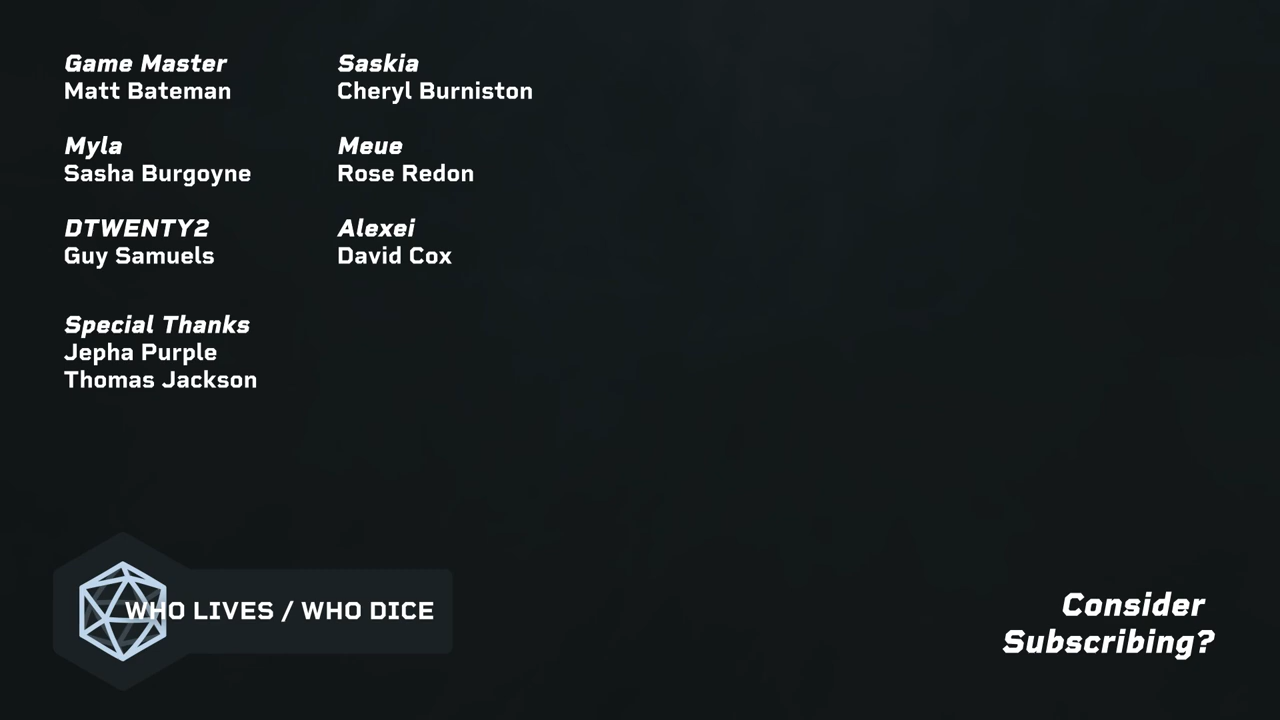 Game Master
Matt Bateman
Myla
Sasha Burgoyne
DTWENTY2
Guy Samuels
Special Thanks
Jepha Purple
Thomas Jackson
Saskia
Cheryl Burniston
Meue
Rose Redon
Alexei
David Cox
WHO LIVES / WHO DICE
Consider
Subscribing?